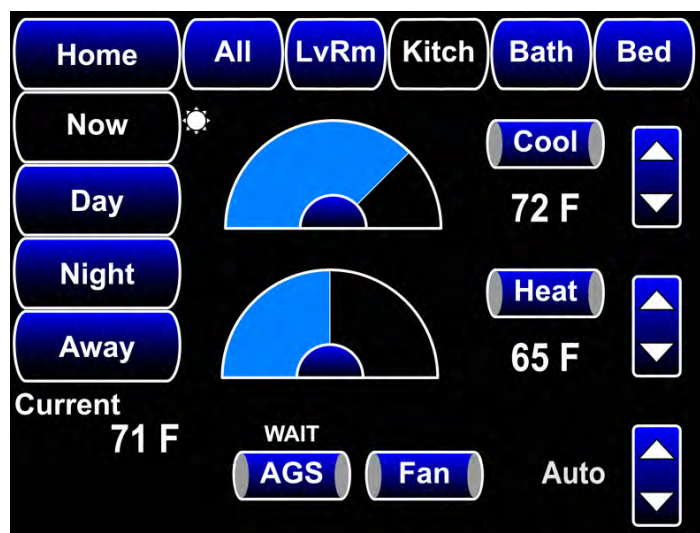 Home
All
LvRm
Kitch
Bath
Bed
Now
Day
Night
Away
Current
71 F
Cool
72 F
Heat
65 F
WAIT
AGS
Fan
Auto